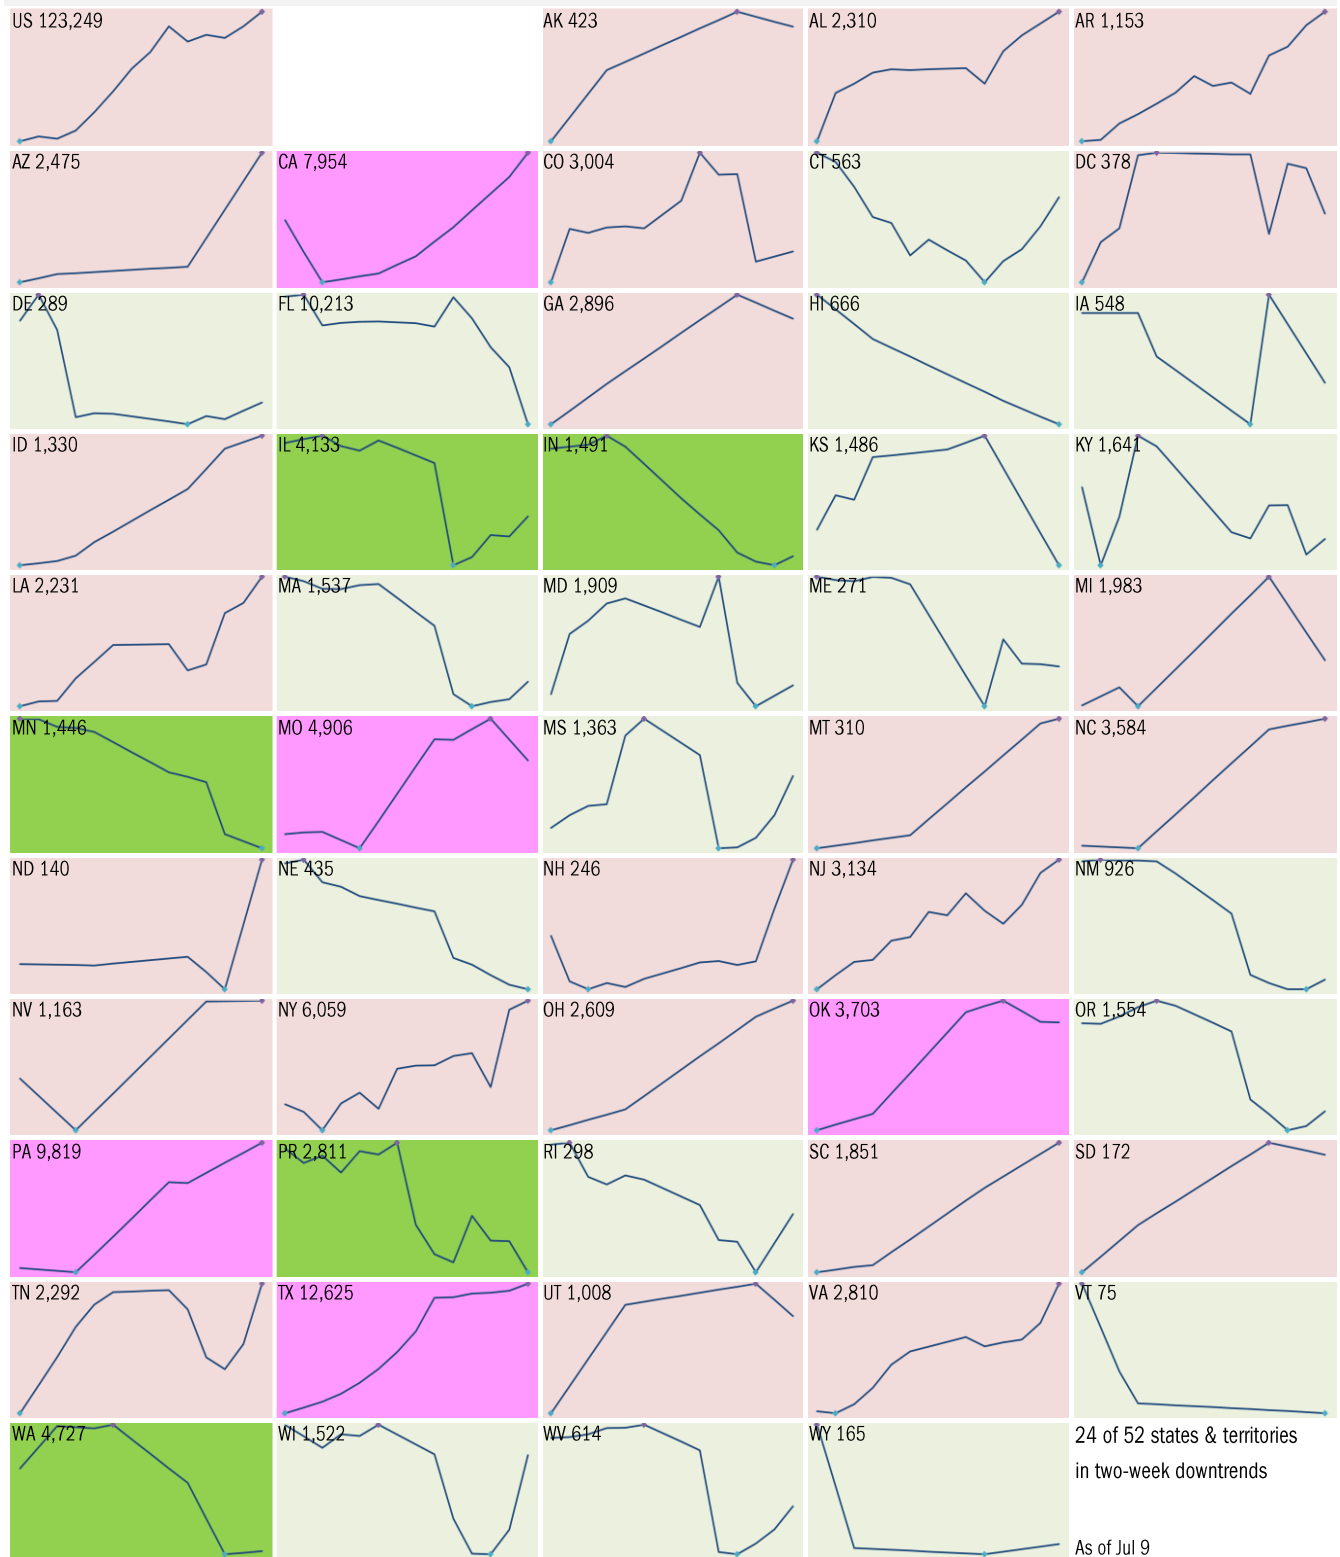 US 123,249
AK 423
AL 2,310
AR 1,153
AZ 2,475
CA 7,954
CO 3,004
CT 563
DC 378
DE 289
FL 10,213
GA 2,896
HI 666
IA 548
ID 1,330
IL 4,133
IN 1,491
KS 1,486
KY 1,641
LA 2,231
MA 1,537
MD 1,909
ME 271
MI 1,983
MN 1,446
MO 4,906
MS 1,363
MT 310
NC 3,584
ND 140
NE 435
NH 246
NJ 3,134
NM 926
NV 1,163
NY 6,059
OH 2,609
OK 3,703
OR 1,554
PA 9,819
PR 2,811
RI 298
SC 1,851
SD 172
TN 2,292
TX 12,625
UT 1,008
VA 2,810
VT 75
WA 4,727
WI 1,522
WV 614
WY 165
24 of 52 states & territories
in two-week downtrends
As of Jul 9